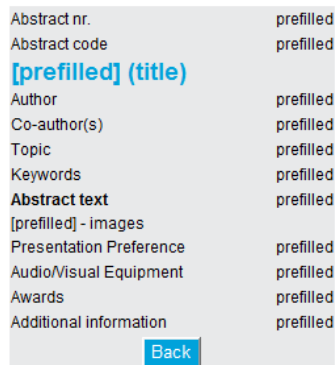 Abstract nr. prefilled
Abstract code prefilled
[prefilled] (title)
Author prefilled
Co-author(s) prefilled
Topic prefilled
Keywords prefilled
Abstract text prefilled
[prefilled] - images
Presentation Preference prefilled
Audio/Visual Equipment prefilled
Awards prefilled
Additional information prefilled
Back